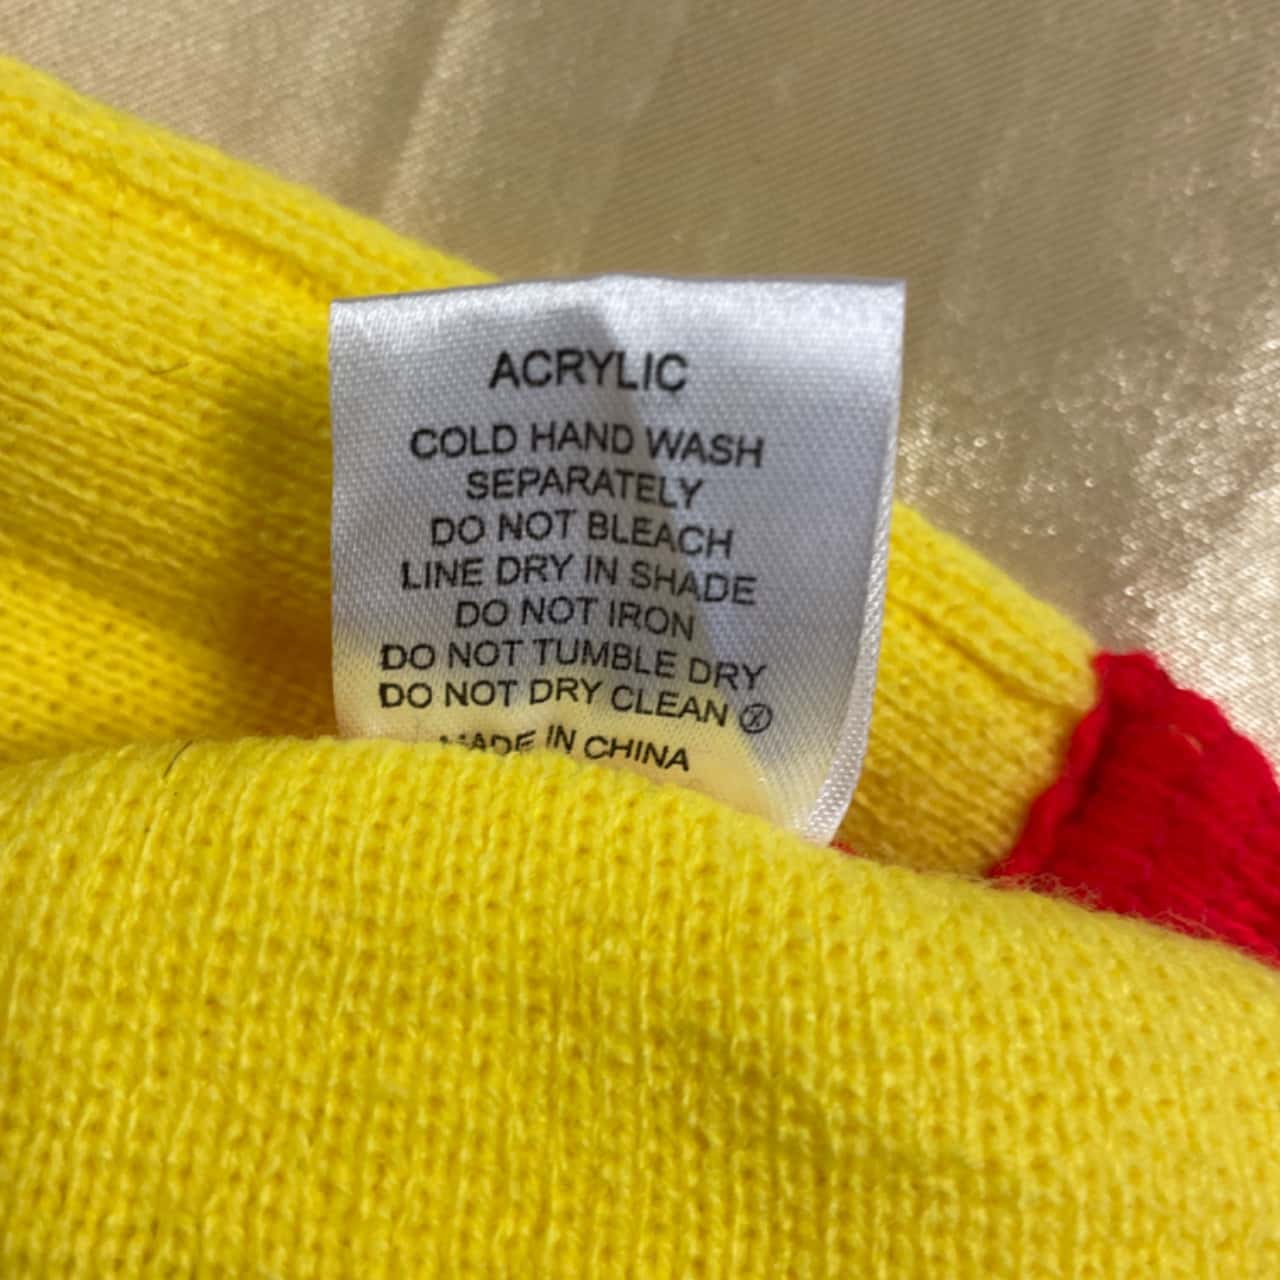 ACRYLIC
COLD HAND WASH
SEPARATELY
DO NOT BLEACH
LINE DRY IN SHADE
DO NOT IRON
DO NOT TUMBLE DRY
DO NOT DRY CLEAN Ⓧ
MADE IN CHINA